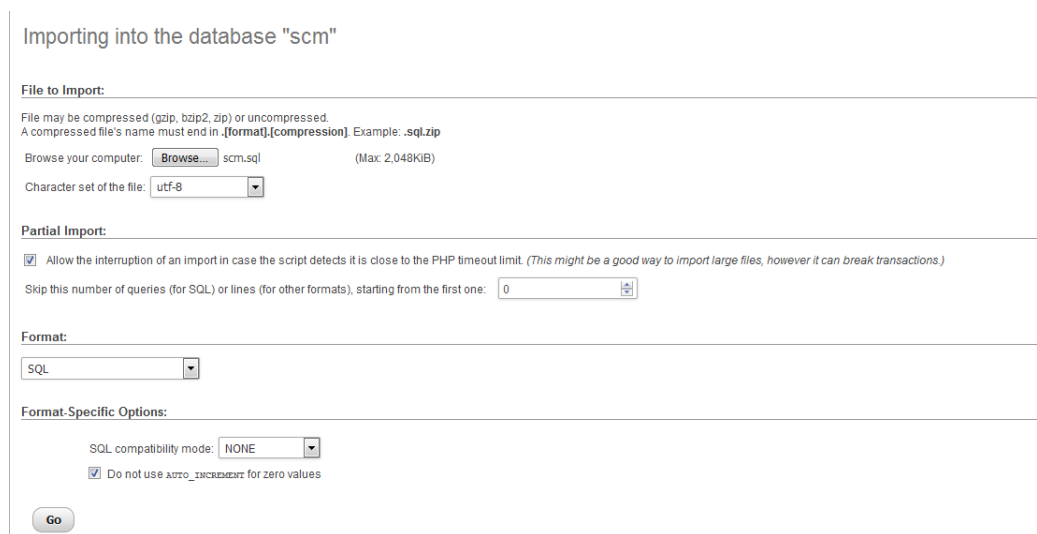 Importing into the database "scm"
File to Import:
File may be compressed (gzip, bzip2, zip) or uncompressed.
A compressed file's name must end in .[format].[compression]. Example: .sql.zip
Browse your computer: Browse... scm.sql (Max: 2,048KiB)
Character set of the file: utf-8
Partial Import:
Allow the interruption of an import in case the script detects it is close to the PHP timeout limit. (This might be a good way to import large files, however it can break transactions.)
Skip this number of queries (for SQL) or lines (for other formats), starting from the first one: 0
Format:
SQL
Format-Specific Options:
SQL compatibility mode: NONE
Do not use AUTO_INCREMENT for zero values
Go